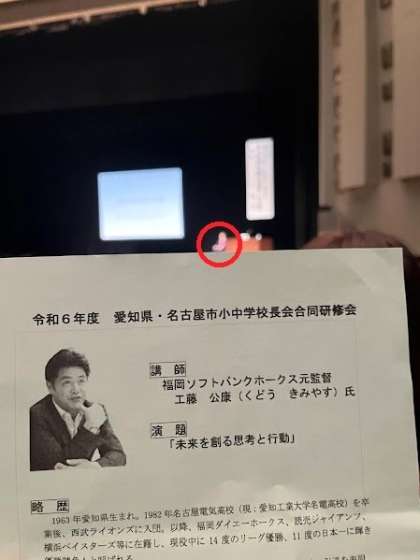 令和６年度　愛知県・名古屋市小中学校長会合同研修会
講　師
福岡ソフトバンクホークス元監督
工藤　公康（くどう　きみやす）氏
演　題
「未来を創る思考と行動」
略　歴
1963年愛知県生まれ。1982年名古屋電気高校（現：愛知工業大学名電高校）を卒
業後、西武ライオンズに入団。以降、福岡ダイエーホークス、読売ジャイアンツ、
横浜ベイスターズ等に在籍し、現役中に14度のリーグ優勝、11度の日本一に輝き